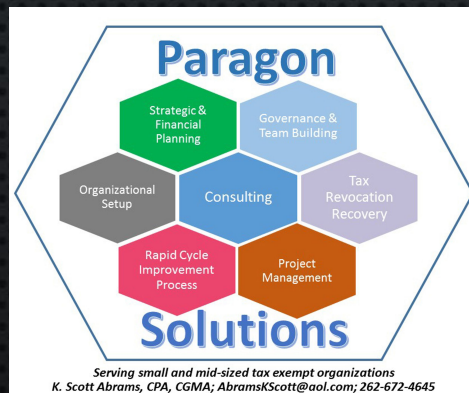 Paragon
Strategic &
Financial
Planning
Governance &
Team Building
Organizational
Setup
Consulting
Tax
Revocation
Recovery
Rapid Cycle
Improvement
Process
Project
Management
Solutions
Serving small and mid-sized tax exempt organizations
K. Scott Abrams, CPA, CGMA; AbramsKScott@aol.com; 262-672-4645